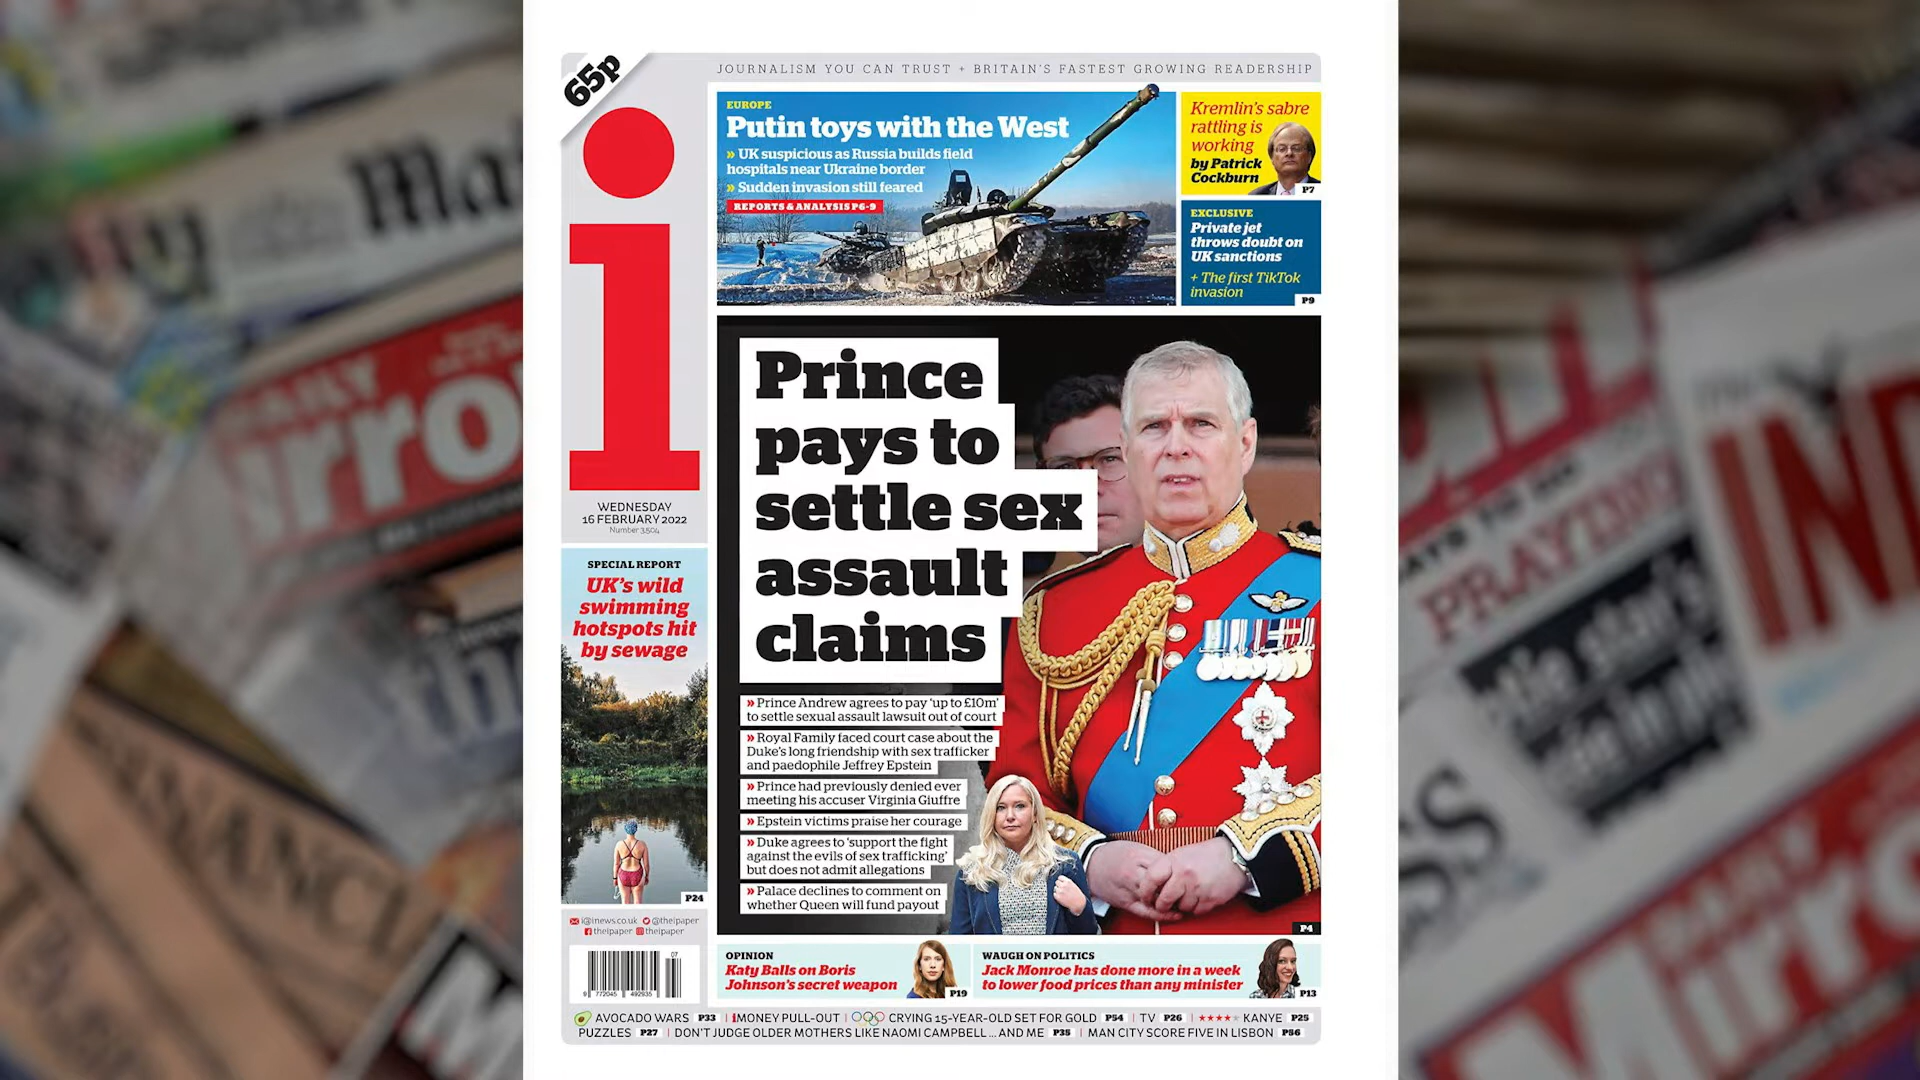 65p
JOURNALISM YOU CAN TRUST + BRITAIN'S FASTEST GROWING READERSHIP
i
WEDNESDAY
16 FEBRUARY 2022
Number 3,504
EUROPE
Putin toys with the West
» UK suspicious as Russia builds field
hospitals near Ukraine border
» Sudden invasion still feared
REPORTS & ANALYSIS P6-9
Kremlin's sabre
rattling is
working
by Patrick
Cockburn
P7
EXCLUSIVE
Private jet
throws doubt on
UK sanctions
+ The first TikTok
invasion
P9
Prince
pays to
settle sex
assault
claims
» Prince Andrew agrees to pay 'up to £10m'
to settle sexual assault lawsuit out of court
» Royal Family faced court case about the
Duke's long friendship with sex trafficker
and paedophile Jeffrey Epstein
» Prince had previously denied ever
meeting his accuser Virginia Giuffre
» Epstein victims praise her courage
» Duke agrees to 'support the fight
against the evils of sex trafficking'
but does not admit allegations
» Palace declines to comment on
whether Queen will fund payout
P4
SPECIAL REPORT
UK's wild
swimming
hotspots hit
by sewage
P24
i@inews.co.uk @theipaper
theipaper theipaper
07
9 772045 492935
OPINION
Katy Balls on Boris
Johnson's secret weapon
P19
WAUGH ON POLITICS
Jack Monroe has done more in a week
to lower food prices than any minister
P13
AVOCADO WARS P33 | iMONEY PULL-OUT | CRYING 15-YEAR-OLD SET FOR GOLD P54 | TV P26 | ★★★★★ KANYE P25
PUZZLES P27 | DON'T JUDGE OLDER MOTHERS LIKE NAOMI CAMPBELL ... AND ME P35 | MAN CITY SCORE FIVE IN LISBON P56
DAILY
Mirro
FINANCI
PRAYING